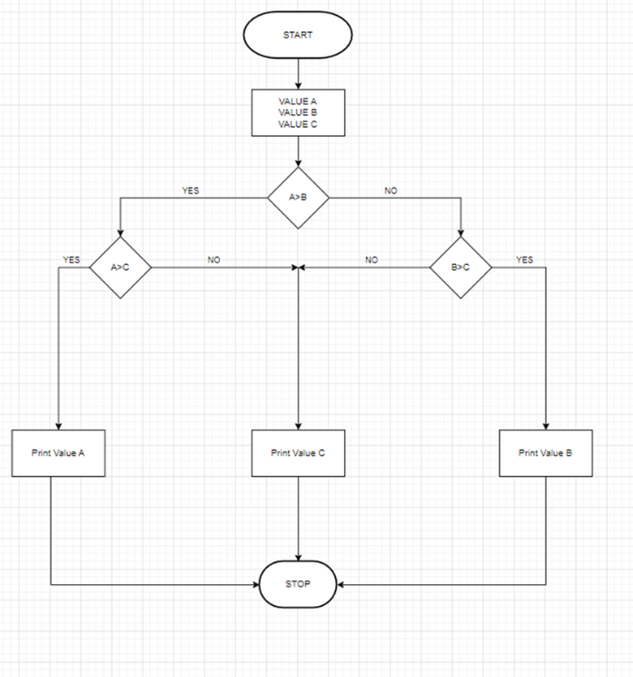 START
VALUE A
VALUE B
VALUE C
A>B
YES
NO
A>C
YES
NO
B>C
NO
YES
Print Value A
Print Value C
Print Value B
STOP